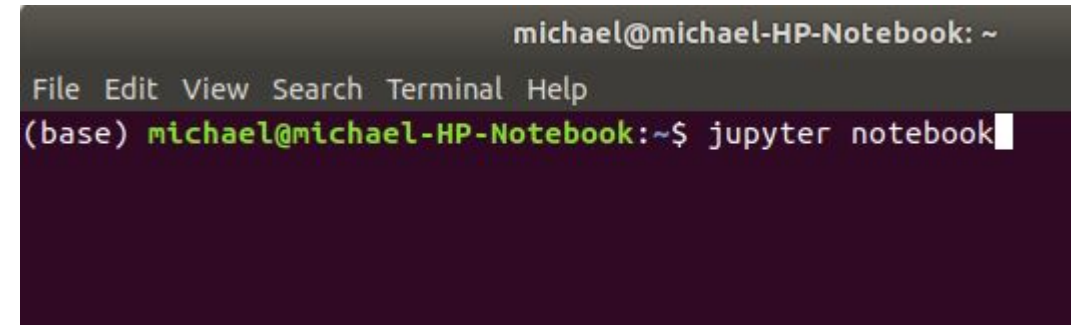 michael@michael-HP-Notebook: ~
File Edit View Search Terminal Help
(base) michael@michael-HP-Notebook:~$ jupyter notebook